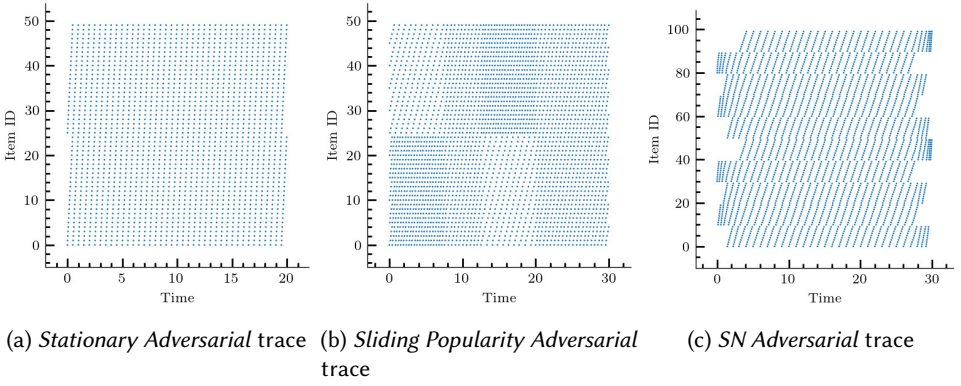 50
40
30
20
10
0
Item ID
0 5 10 15 20
Time
50
40
30
20
10
0
Item ID
0 10 20 30
Time
100
80
60
40
20
0
Item ID
0 10 20 30
Time
(a) Stationary Adversarial trace
(b) Sliding Popularity Adversarial
trace
(c) SN Adversarial trace